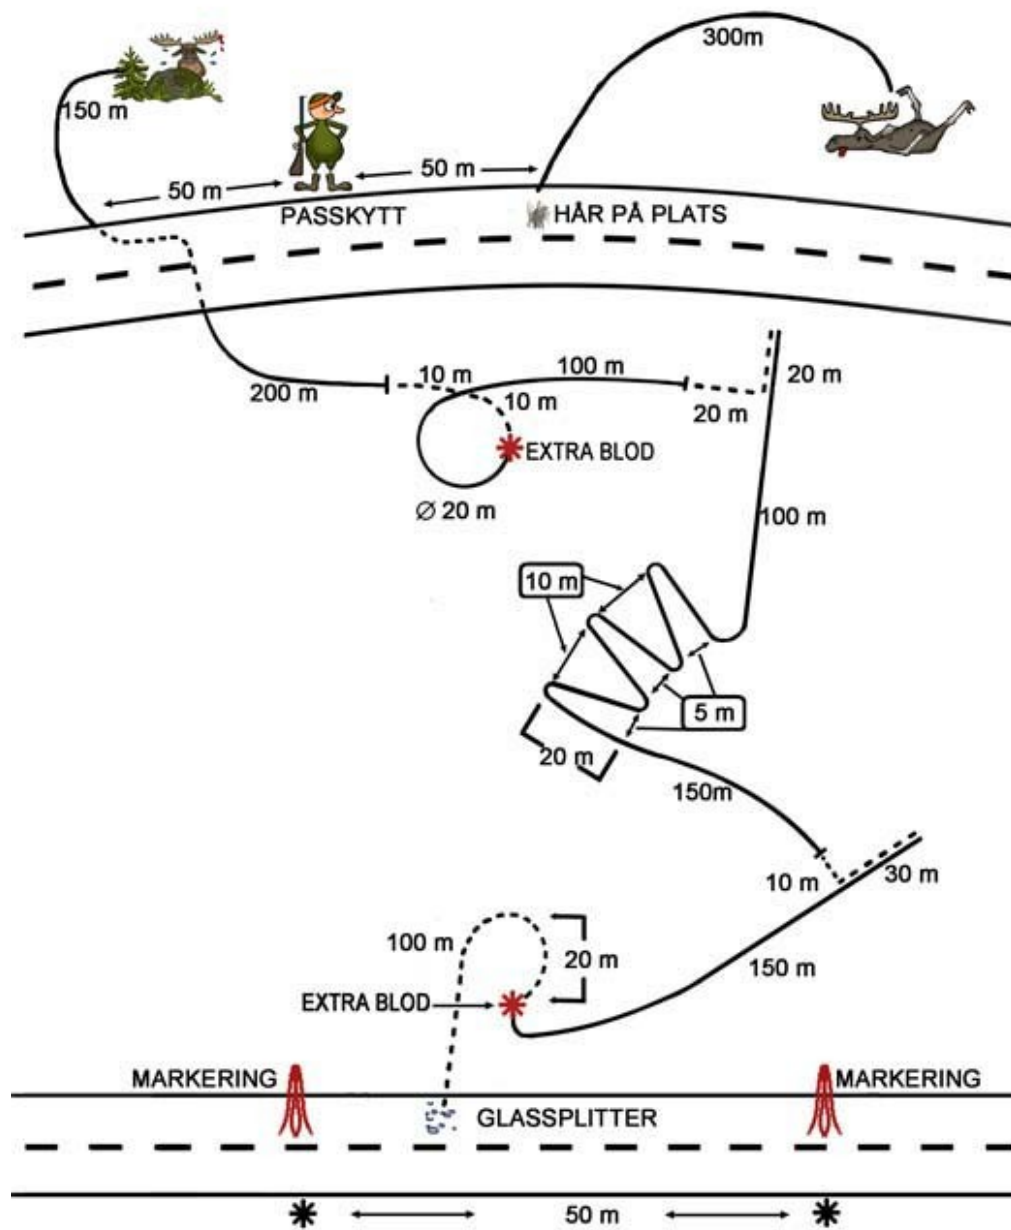 300m
150 m
50 m
50 m
PASSKYTT
HÅR PÅ PLATS
200 m
10 m
10 m
100 m
20 m
20 m
EXTRA BLOD
Ø 20 m
100 m
10 m
5 m
20 m
150m
10 m
30 m
100 m
20 m
150 m
EXTRA BLOD
MARKERING
MARKERING
GLASSPLITTER
50 m